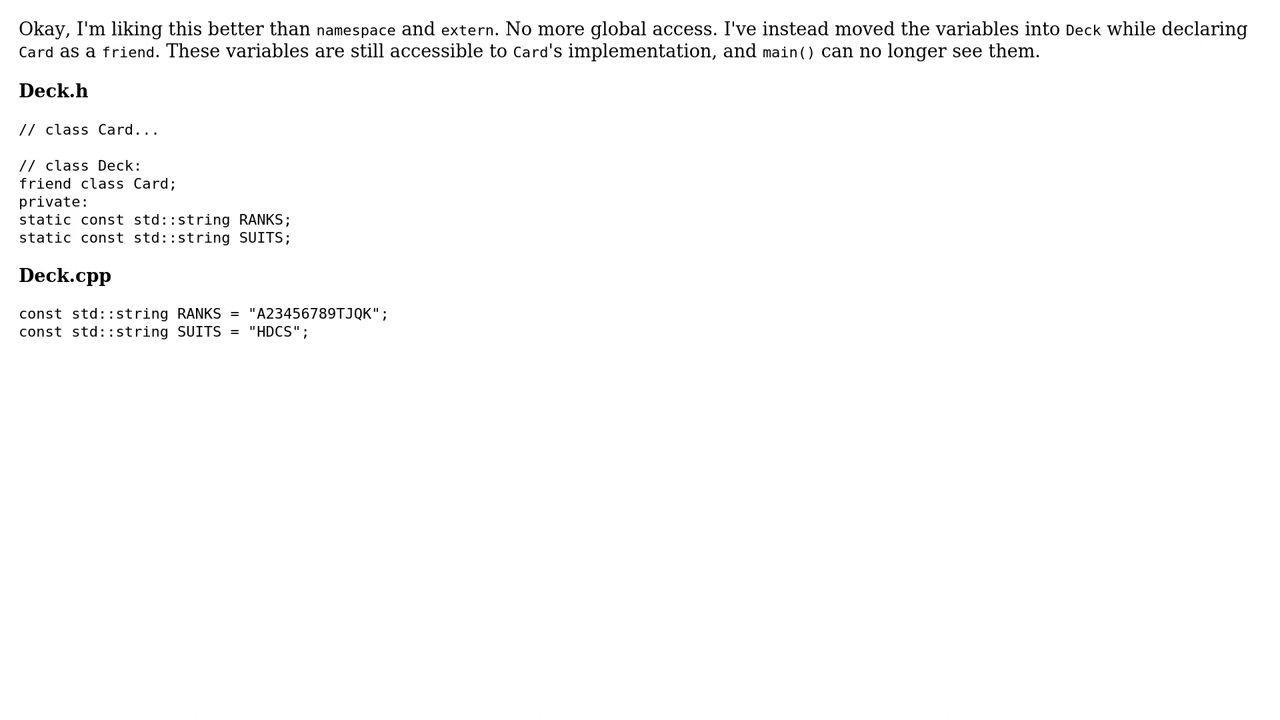 Okay, I'm liking this better than namespace and extern. No more global access. I've instead moved the variables into Deck while declaring
Card as a friend. These variables are still accessible to Card's implementation, and main() can no longer see them.
Deck.h
// class Card...
// class Deck:
friend class Card;
private:
static const std::string RANKS;
static const std::string SUITS;
Deck.cpp
const std::string RANKS = "A23456789TJQK";
const std::string SUITS = "HDCS";